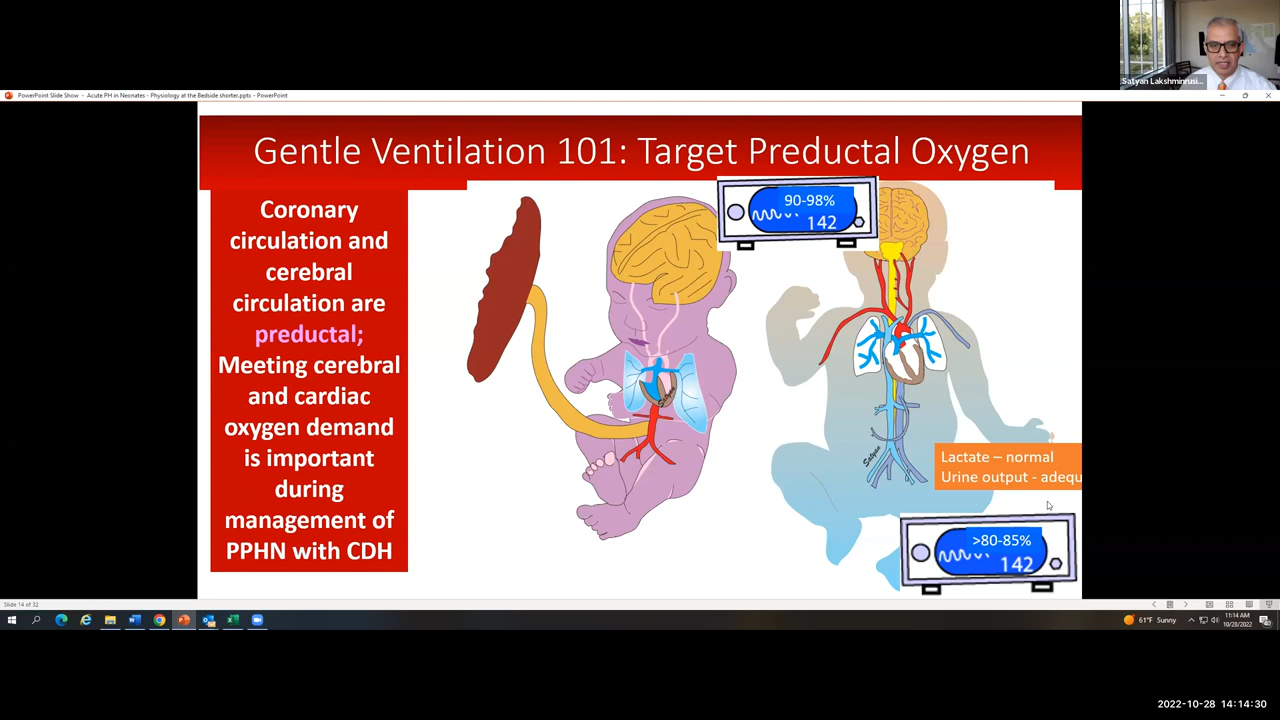 Satyan Lakshminrusi...
PowerPoint Slide Show - Acute PH in Neonates - Physiology at the Bedside shorter.pptx - PowerPoint
Gentle Ventilation 101: Target Preductal Oxygen
Coronary
circulation and
cerebral
circulation are
preductal;
Meeting cerebral
and cardiac
oxygen demand
is important
during
management of
PPHN with CDH
90-98%
142
Satyan
Satyan
Lactate – normal
Urine output - adequ
>80-85%
142
Slide 14 of 32
61°F Sunny
11:14 AM
10/28/2022
2022-10-28 14:14:30